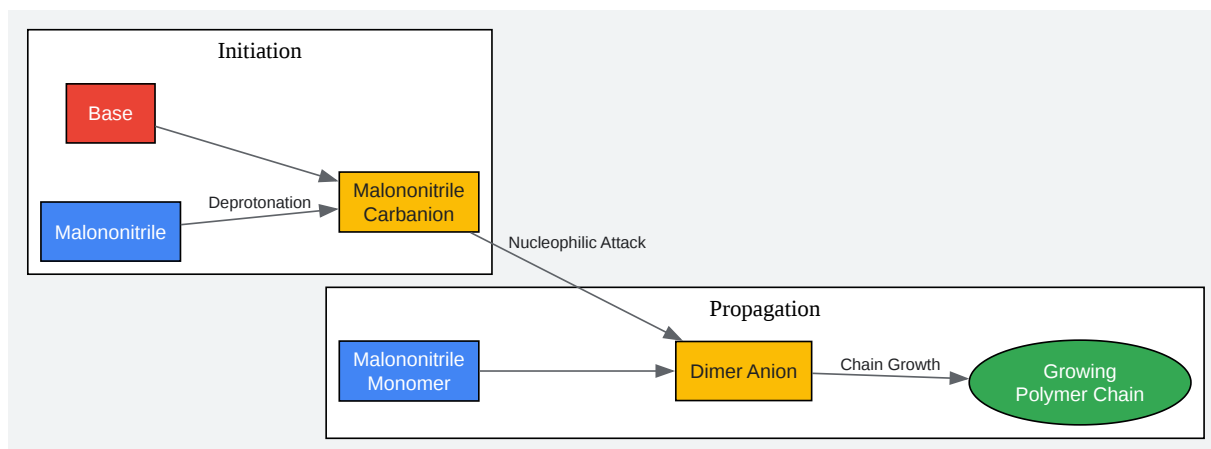 Initiation
Base
Deprotonation
Malononitrile
Malononitrile
Carbanion
Nucleophilic Attack
Propagation
Malononitrile
Monomer
Dimer Anion
Chain Growth
Growing
Polymer Chain